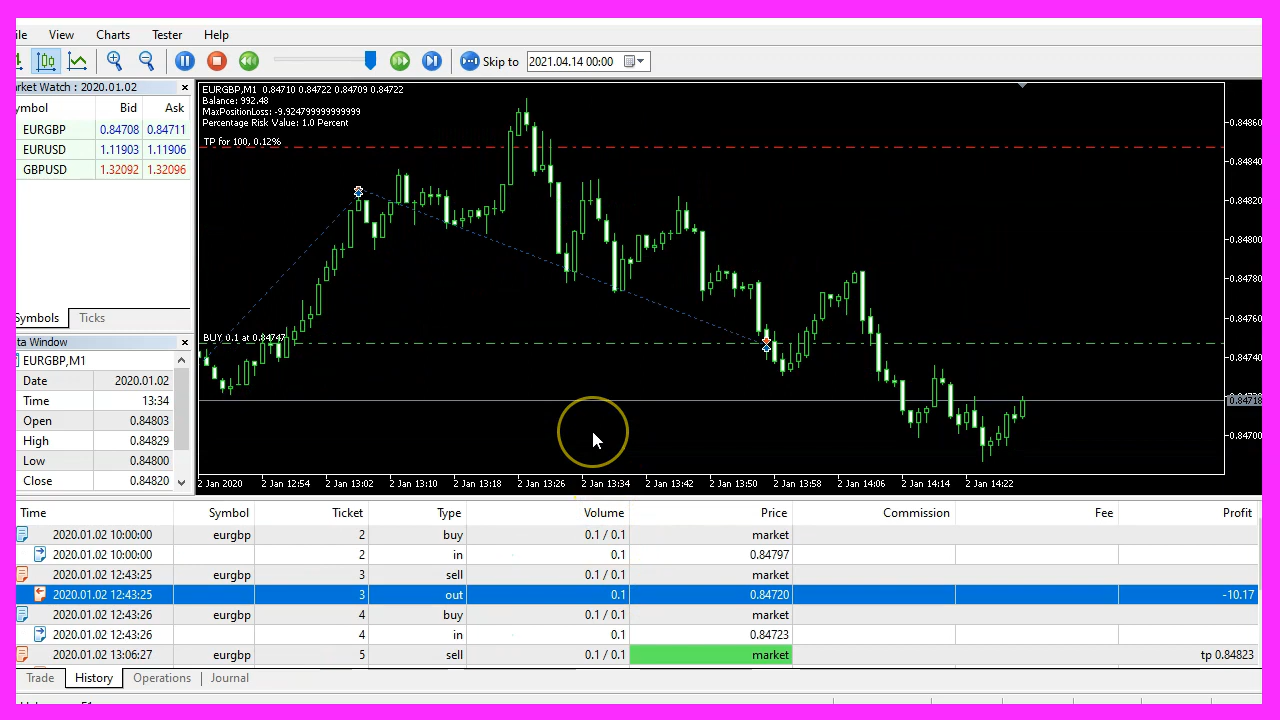 ile View Charts Tester Help
Skip to 2021.04.14 00:00
arket Watch : 2020.01.02
ymbol Bid Ask
EURGBP 0.84708 0.84711
EURUSD 1.11903 1.11906
GBPUSD 1.32092 1.32096
ymbols Ticks
ata Window
EURGBP,M1
Date 2020.01.02
Time 13:34
Open 0.84803
High 0.84829
Low 0.84800
Close 0.84820
EURGBP,M1 0.84710 0.84722 0.84709 0.84722
Balance: 992.48
MaxPositionLoss: -9.924799999999999
Percentage Risk Value: 1.0 Percent
TP for 100, 0.12%
BUY 0.1 at 0.84747
0.84860
0.84840
0.84820
0.84800
0.84780
0.84760
0.84740
0.84718
0.84700
2 Jan 2020 2 Jan 12:54 2 Jan 13:02 2 Jan 13:10 2 Jan 13:18 2 Jan 13:26 2 Jan 13:34 2 Jan 13:42 2 Jan 13:50 2 Jan 13:58 2 Jan 14:06 2 Jan 14:14 2 Jan 14:22
Time Symbol Ticket Type Volume Price Commission Fee Profit
2020.01.02 10:00:00 eurgbp 2 buy 0.1 / 0.1 market
2020.01.02 10:00:00 2 in 0.1 0.84797
2020.01.02 12:43:25 eurgbp 3 sell 0.1 / 0.1 market
2020.01.02 12:43:25 3 out 0.1 0.84720 -10.17
2020.01.02 12:43:26 eurgbp 4 buy 0.1 / 0.1 market
2020.01.02 12:43:26 4 in 0.1 0.84723
2020.01.02 13:06:27 eurgbp 5 sell 0.1 / 0.1 market tp 0.84823
Trade History Operations Journal